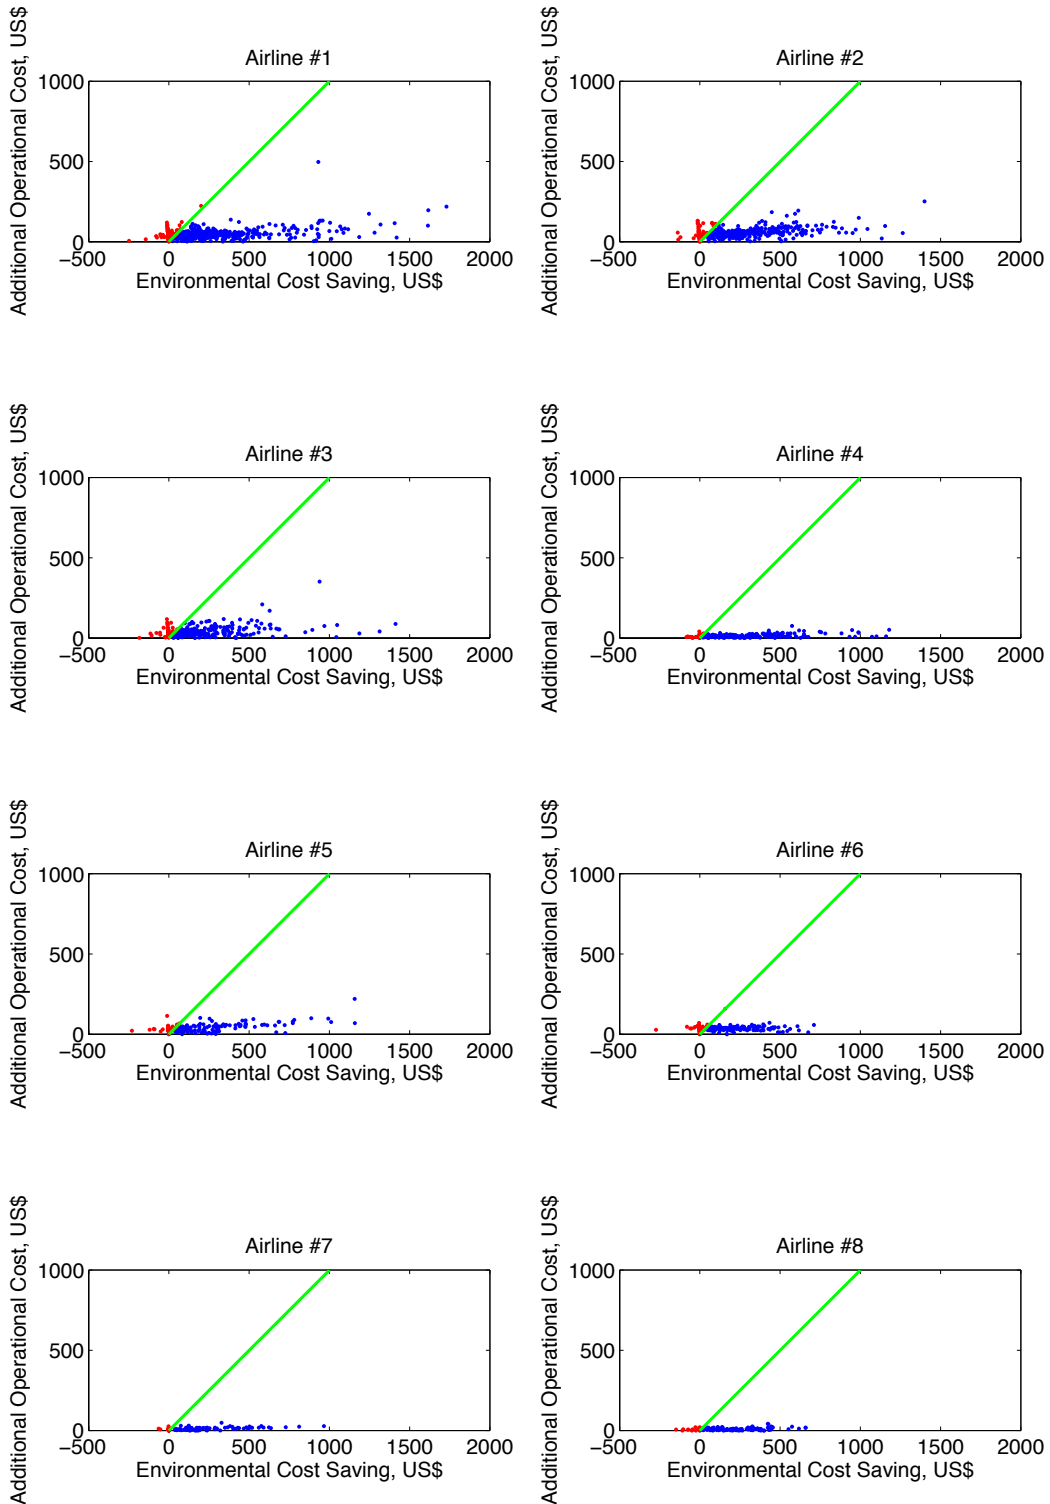 Airline #1
Additional Operational Cost, US$
1000
500
0
−500 0 500 1000 1500 2000
Environmental Cost Saving, US$
Airline #2
Additional Operational Cost, US$
1000
500
0
−500 0 500 1000 1500 2000
Environmental Cost Saving, US$
Airline #3
Additional Operational Cost, US$
1000
500
0
−500 0 500 1000 1500 2000
Environmental Cost Saving, US$
Airline #4
Additional Operational Cost, US$
1000
500
0
−500 0 500 1000 1500 2000
Environmental Cost Saving, US$
Airline #5
Additional Operational Cost, US$
1000
500
0
−500 0 500 1000 1500 2000
Environmental Cost Saving, US$
Airline #6
Additional Operational Cost, US$
1000
500
0
−500 0 500 1000 1500 2000
Environmental Cost Saving, US$
Airline #7
Additional Operational Cost, US$
1000
500
0
−500 0 500 1000 1500 2000
Environmental Cost Saving, US$
Airline #8
Additional Operational Cost, US$
1000
500
0
−500 0 500 1000 1500 2000
Environmental Cost Saving, US$